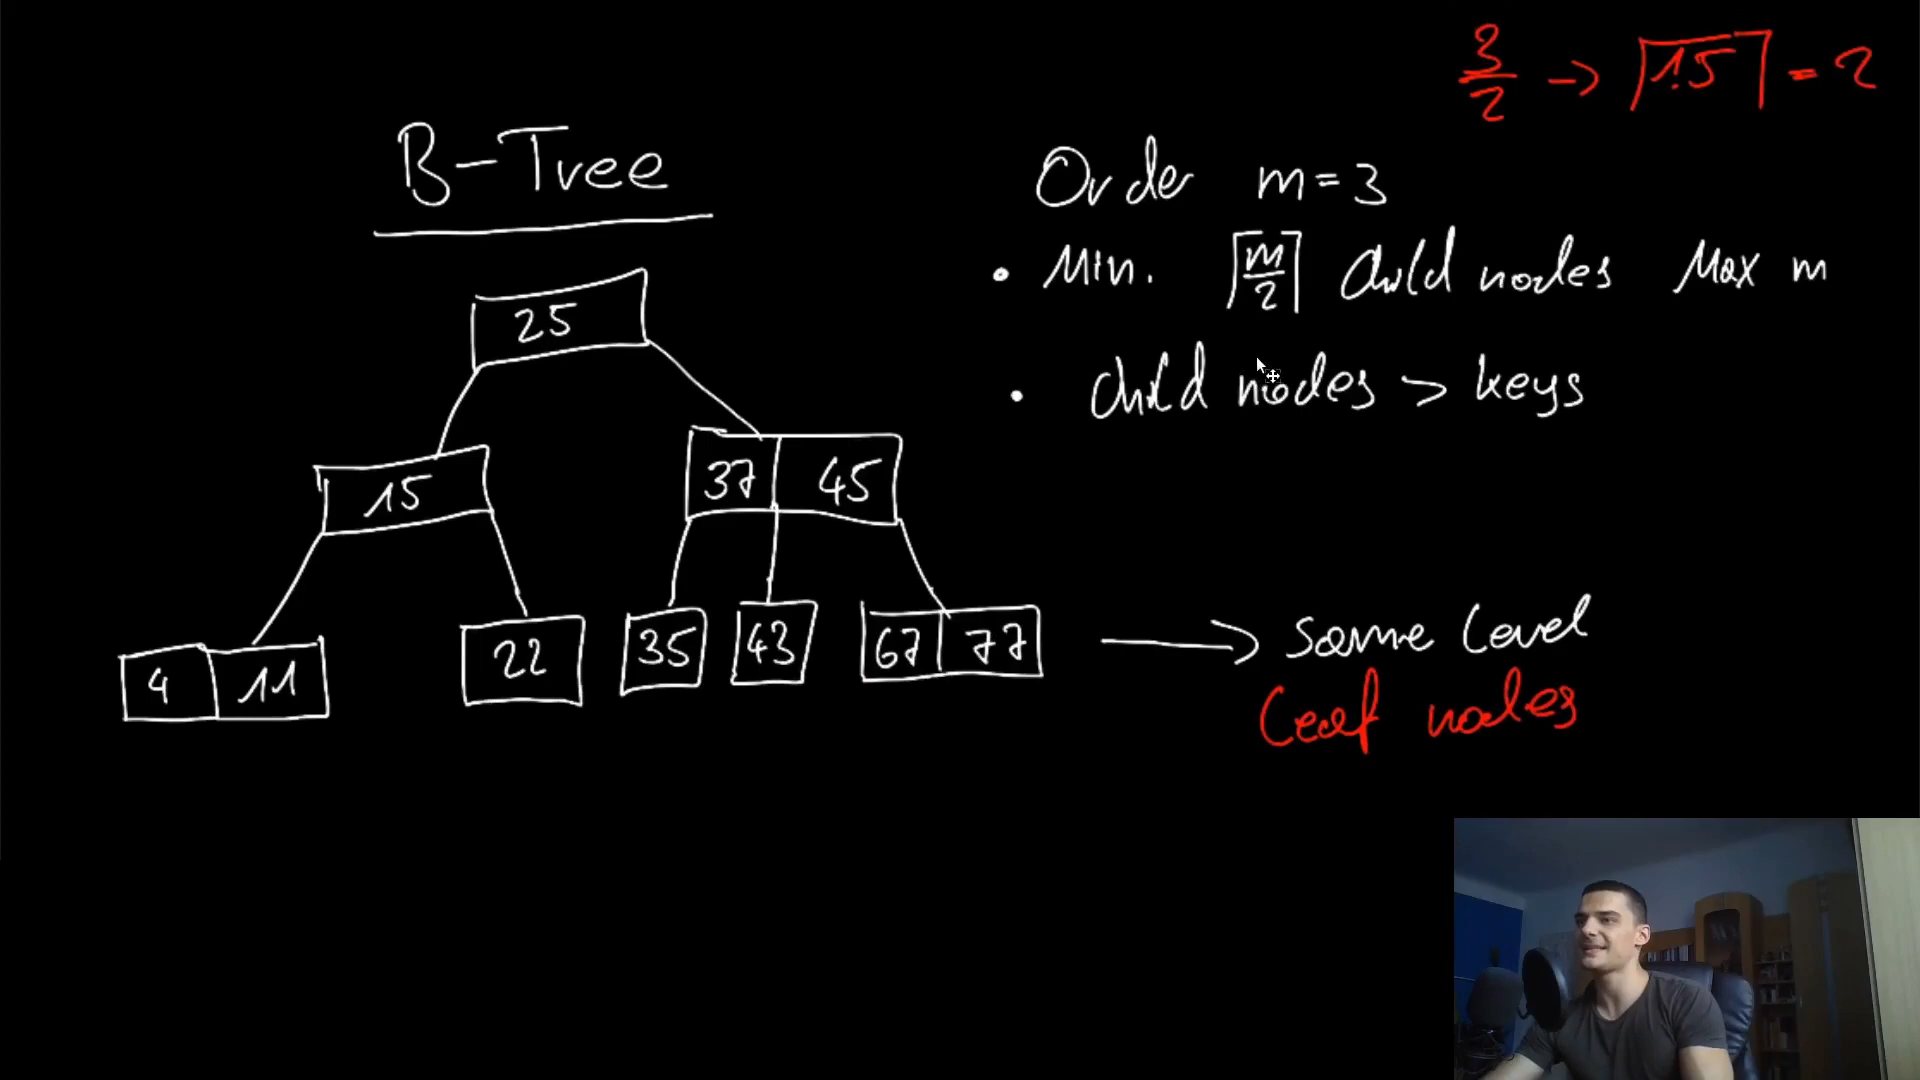 3/2 -> ⌈1.5⌉ = 2
B-Tree
Order m=3
• Min. ⌈m/2⌉ child nodes Max m
• child nodes > keys
25
15
37 45
4 11
22
35
43
67 77
→ same level
Leaf nodes